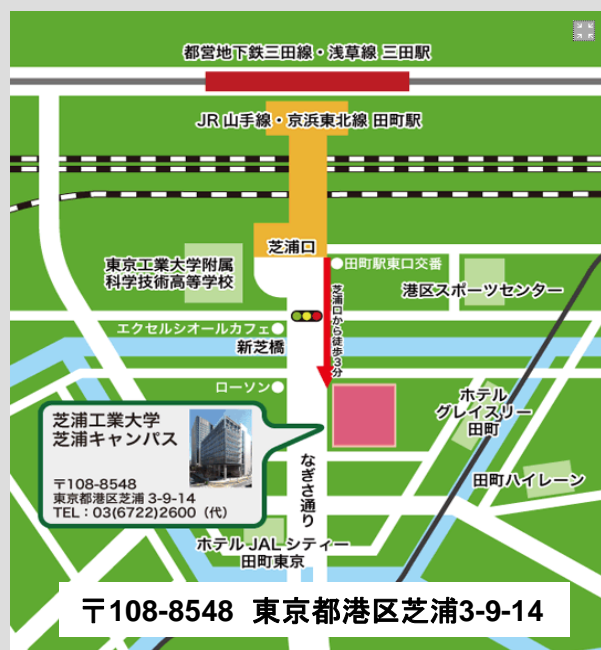 都営地下鉄三田線・浅草線 三田駅
JR 山手線・京浜東北線 田町駅
芝浦口
田町駅東口交番
東京工業大学附属
科学技術高等学校
港区スポーツセンター
芝浦口から徒歩3分
エクセルシオールカフェ
新芝橋
ローソン
ホテル
グレイスリー
田町
芝浦工業大学
芝浦キャンパス
〒108-8548
東京都港区芝浦 3-9-14
TEL：03(6722)2600（代）
なぎさ通り
田町ハイレーン
ホテル JAL シティー
田町東京
〒108-8548 東京都港区芝浦3-9-14